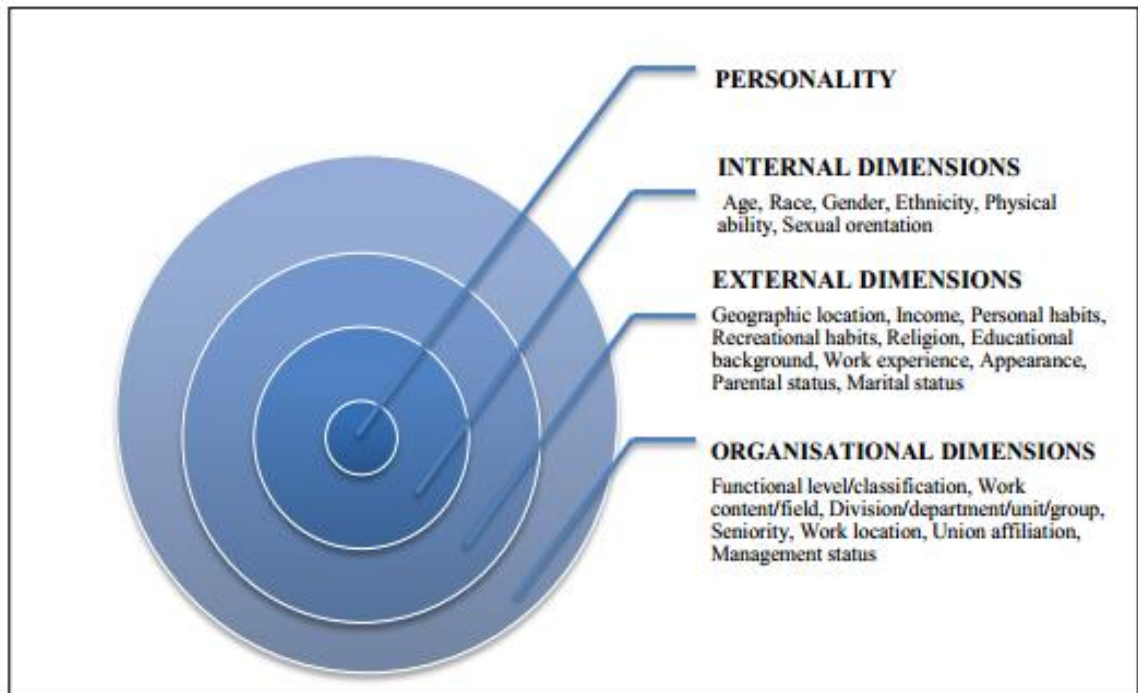 PERSONALITY
INTERNAL DIMENSIONS
Age, Race, Gender, Ethnicity, Physical
ability, Sexual orentation
EXTERNAL DIMENSIONS
Geographic location, Income, Personal habits,
Recreational habits, Religion, Educational
background, Work experience, Appearance,
Parental status, Marital status
ORGANISATIONAL DIMENSIONS
Functional level/classification, Work
content/field, Division/department/unit/group,
Seniority, Work location, Union affiliation,
Management status